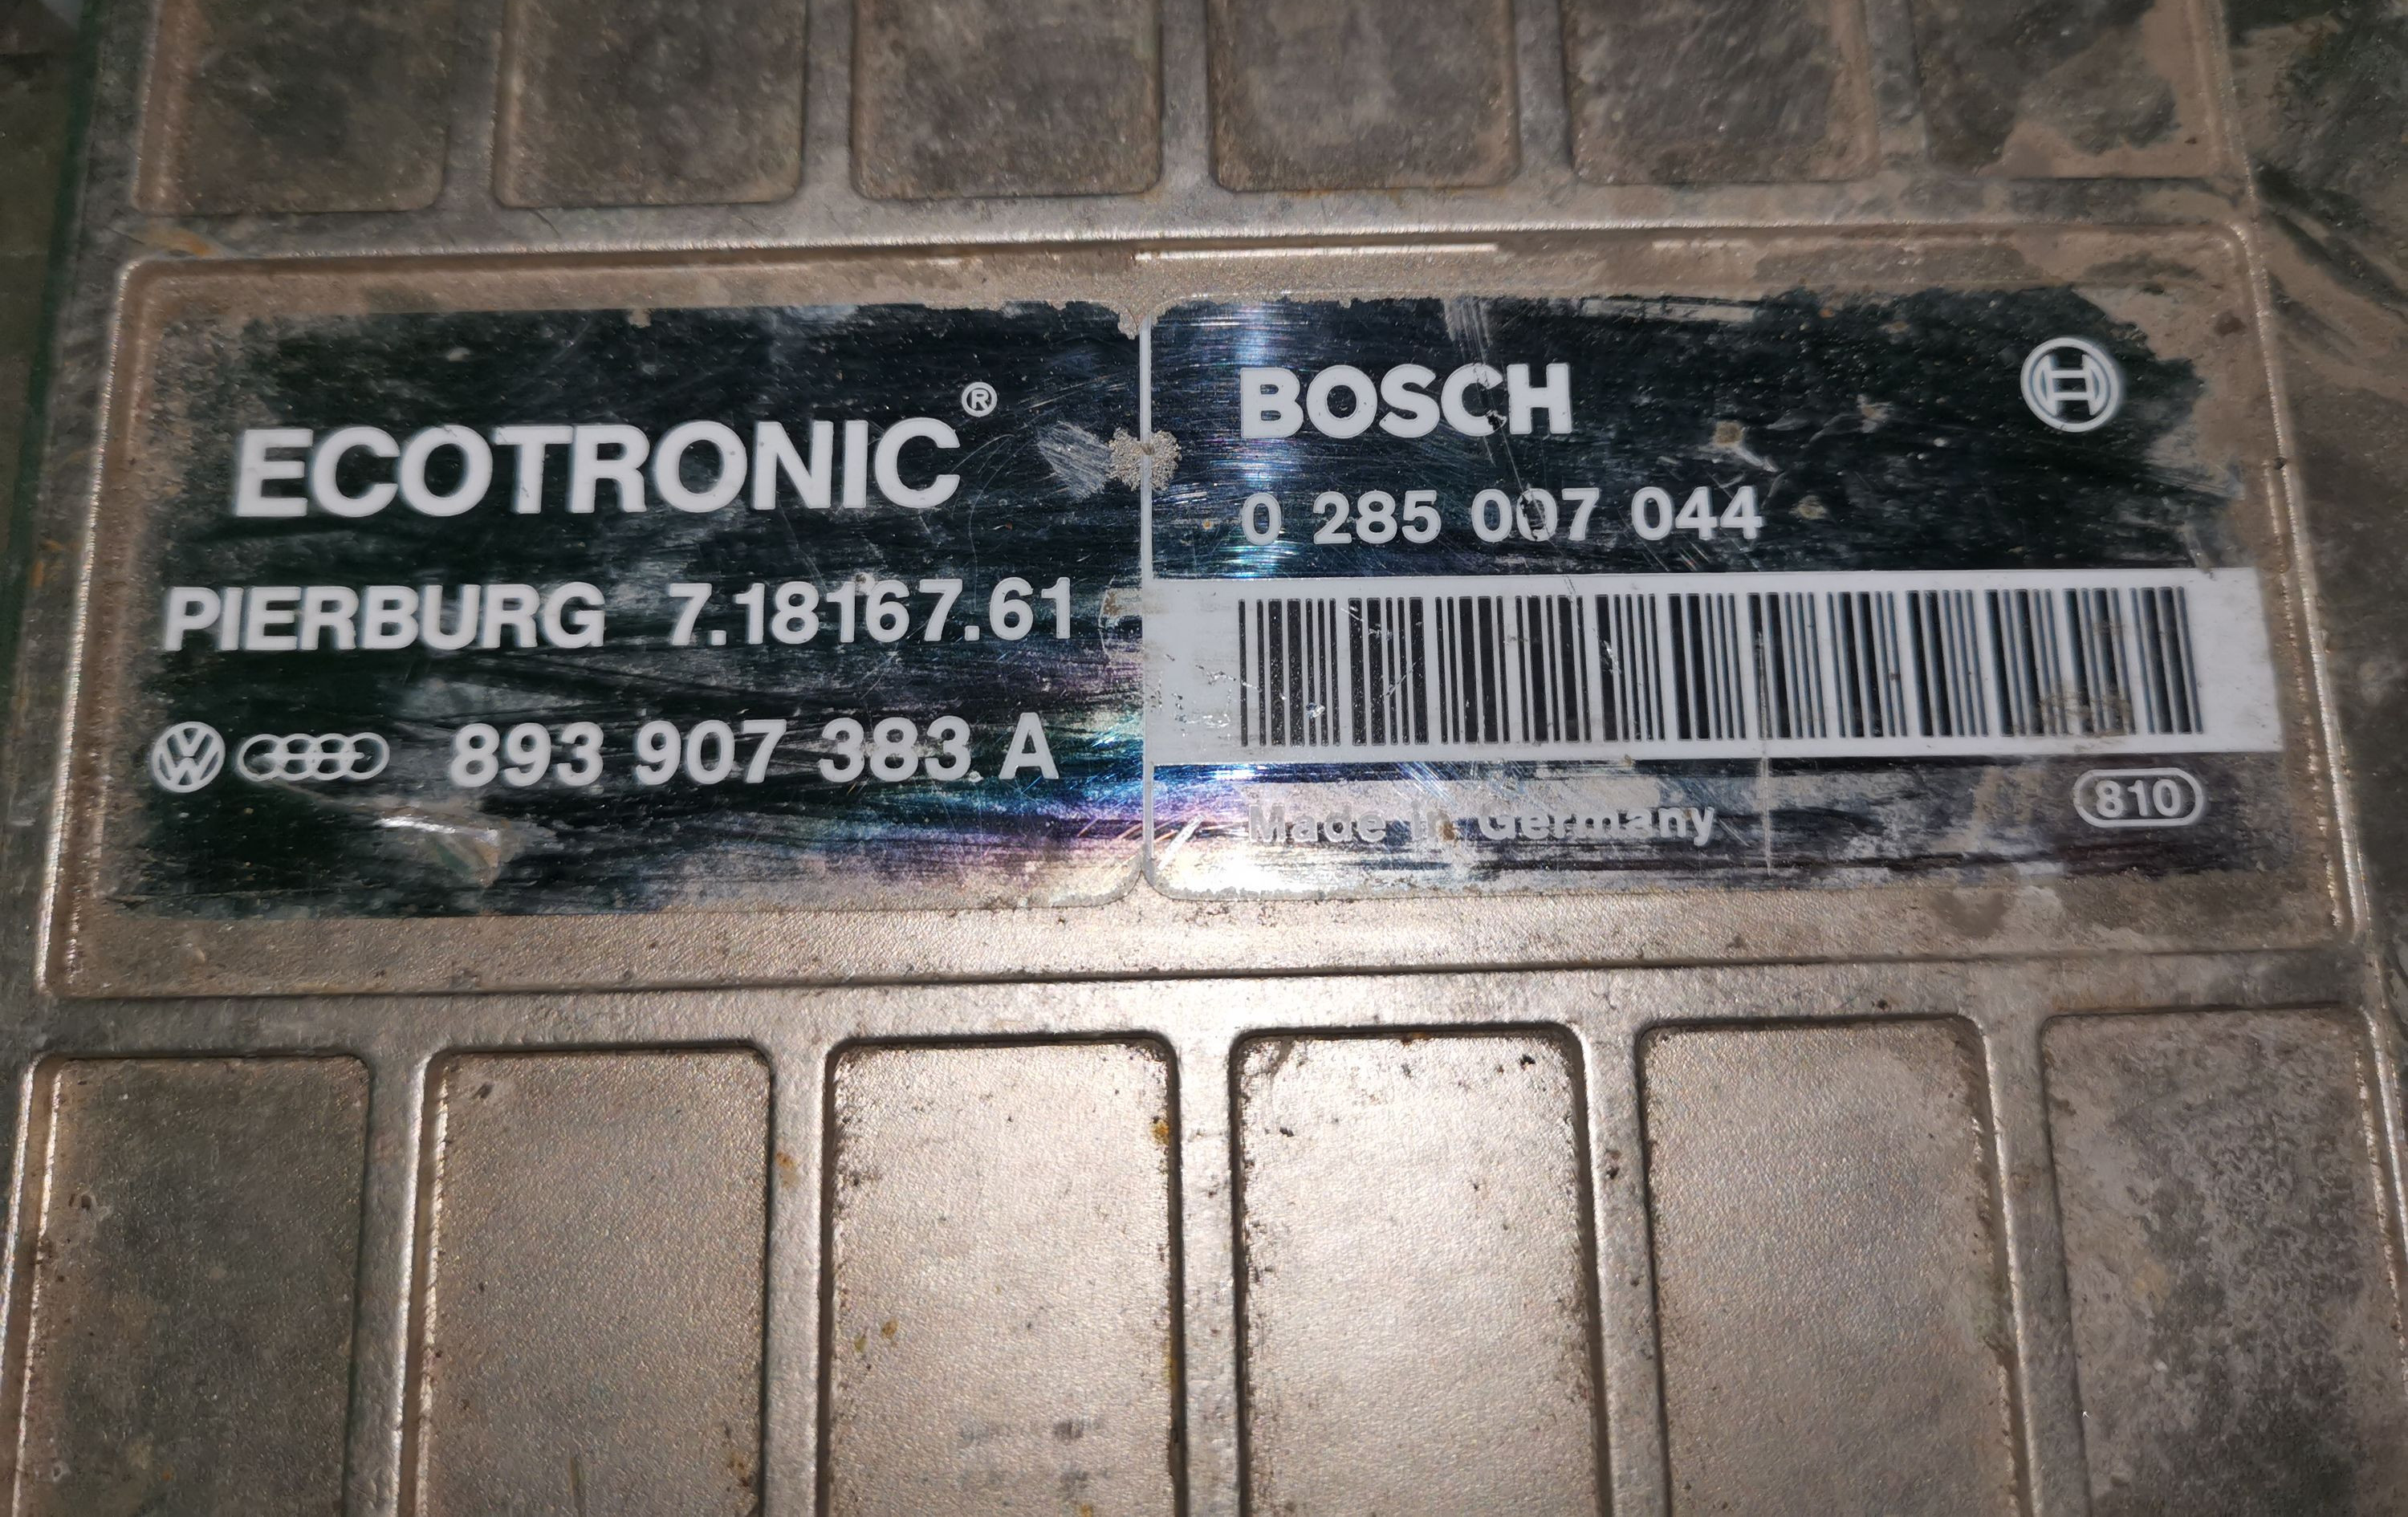 ECOTRONIC®
PIERBURG 7.18167.61
893 907 383 A
BOSCH
0 285 007 044
Made in Germany
810